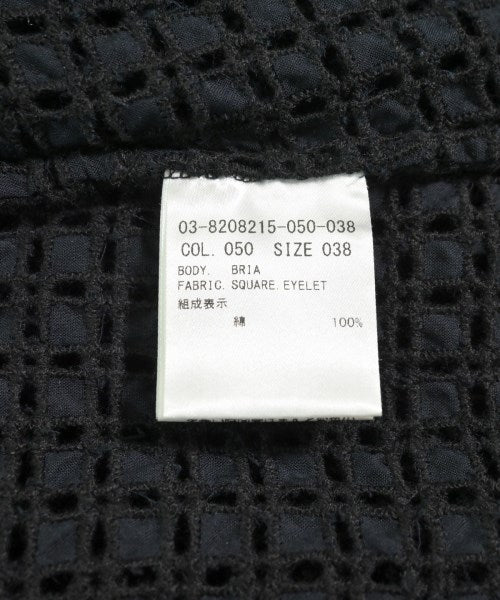 03-8208215-050-038
COL. 050 SIZE 038
BODY. BRIA
FABRIC. SQUARE. EYELET
組成表示
綿 100%